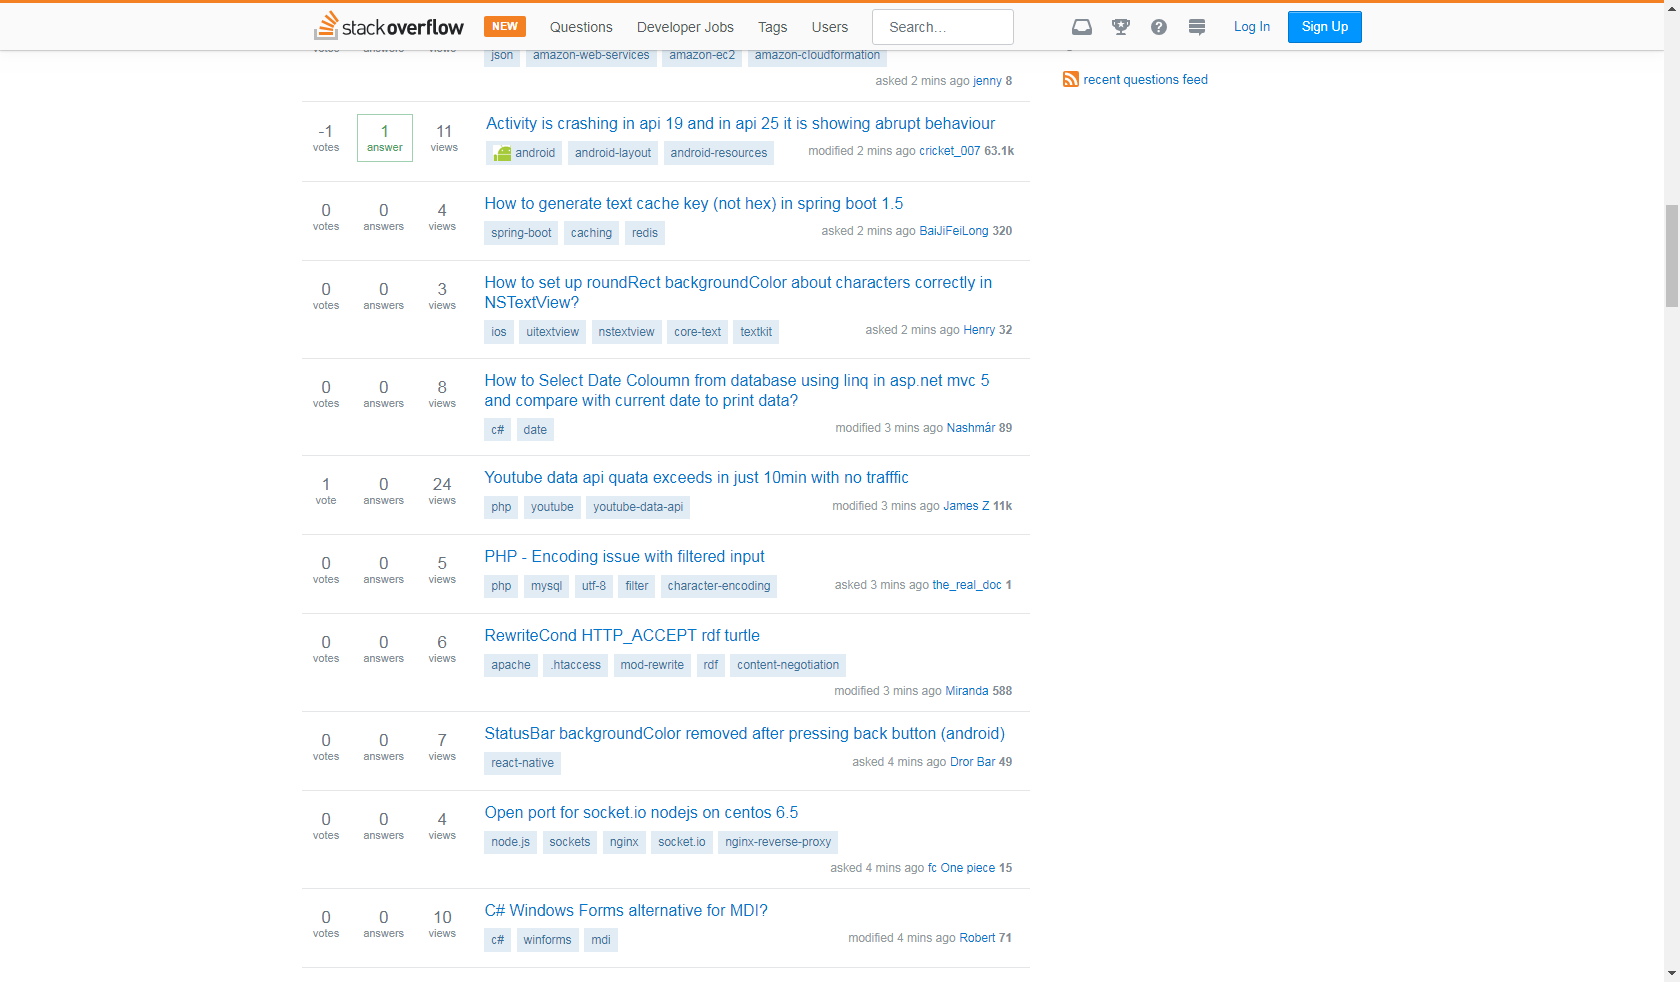 stackoverflow NEW Questions Developer Jobs Tags Users Search... Log In Sign Up
votes answers views
json amazon-web-services amazon-ec2 amazon-cloudformation
recent questions feed
asked 2 mins ago jenny 8
-1 votes 1 answer 11 views
Activity is crashing in api 19 and in api 25 it is showing abrupt behaviour
android android-layout android-resources
modified 2 mins ago cricket_007 63.1k
0 votes 0 answers 4 views
How to generate text cache key (not hex) in spring boot 1.5
spring-boot caching redis
asked 2 mins ago BaiJiFeiLong 320
0 votes 0 answers 3 views
How to set up roundRect backgroundColor about characters correctly in
NSTextView?
ios uitextview nstextview core-text textkit
asked 2 mins ago Henry 32
0 votes 0 answers 8 views
How to Select Date Coloumn from database using linq in asp.net mvc 5
and compare with current date to print data?
c# date
modified 3 mins ago Nashmár 89
1 vote 0 answers 24 views
Youtube data api quata exceeds in just 10min with no trafffic
php youtube youtube-data-api
modified 3 mins ago James Z 11k
0 votes 0 answers 5 views
PHP - Encoding issue with filtered input
php mysql utf-8 filter character-encoding
asked 3 mins ago the_real_doc 1
0 votes 0 answers 6 views
RewriteCond HTTP_ACCEPT rdf turtle
apache .htaccess mod-rewrite rdf content-negotiation
modified 3 mins ago Miranda 588
0 votes 0 answers 7 views
StatusBar backgroundColor removed after pressing back button (android)
react-native
asked 4 mins ago Dror Bar 49
0 votes 0 answers 4 views
Open port for socket.io nodejs on centos 6.5
node.js sockets nginx socket.io nginx-reverse-proxy
asked 4 mins ago fc One piece 15
0 votes 0 answers 10 views
C# Windows Forms alternative for MDI?
c# winforms mdi
modified 4 mins ago Robert 71